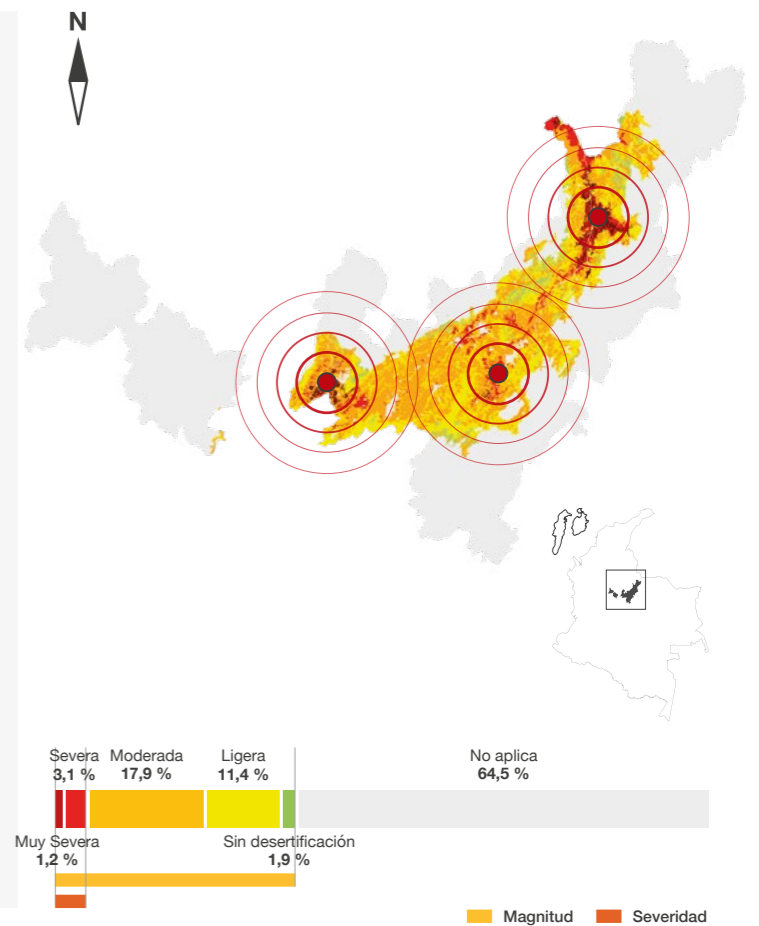 N
Severa
3,1 %
Moderada
17,9 %
Ligera
11,4 %
No aplica
64,5 %
Muy Severa
1,2 %
Sin desertificación
1,9 %
Magnitud
Severidad